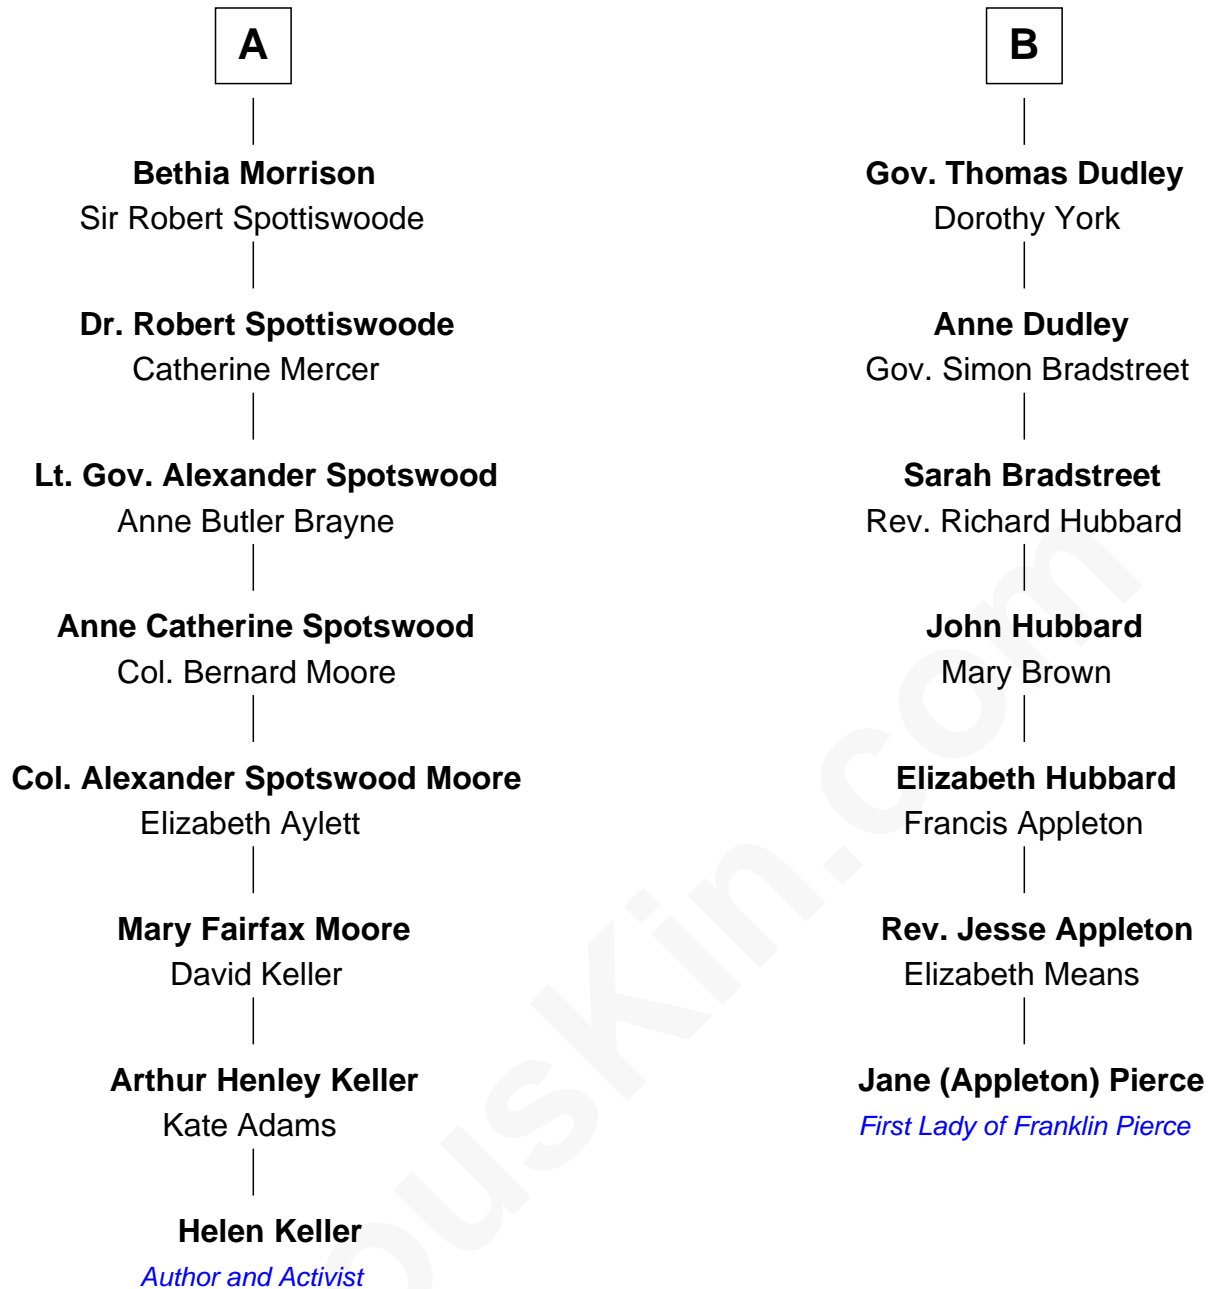 A
Bethia Morrison
Sir Robert Spottiswoode
Dr. Robert Spottiswoode
Catherine Mercer
Lt. Gov. Alexander Spotswood
Anne Butler Brayne
Anne Catherine Spotswood
Col. Bernard Moore
Col. Alexander Spotswood Moore
Elizabeth Aylett
Mary Fairfax Moore
David Keller
Arthur Henley Keller
Kate Adams
Helen Keller
Author and Activist
B
Gov. Thomas Dudley
Dorothy York
Anne Dudley
Gov. Simon Bradstreet
Sarah Bradstreet
Rev. Richard Hubbard
John Hubbard
Mary Brown
Elizabeth Hubbard
Francis Appleton
Rev. Jesse Appleton
Elizabeth Means
Jane (Appleton) Pierce
First Lady of Franklin Pierce
ousKin.com